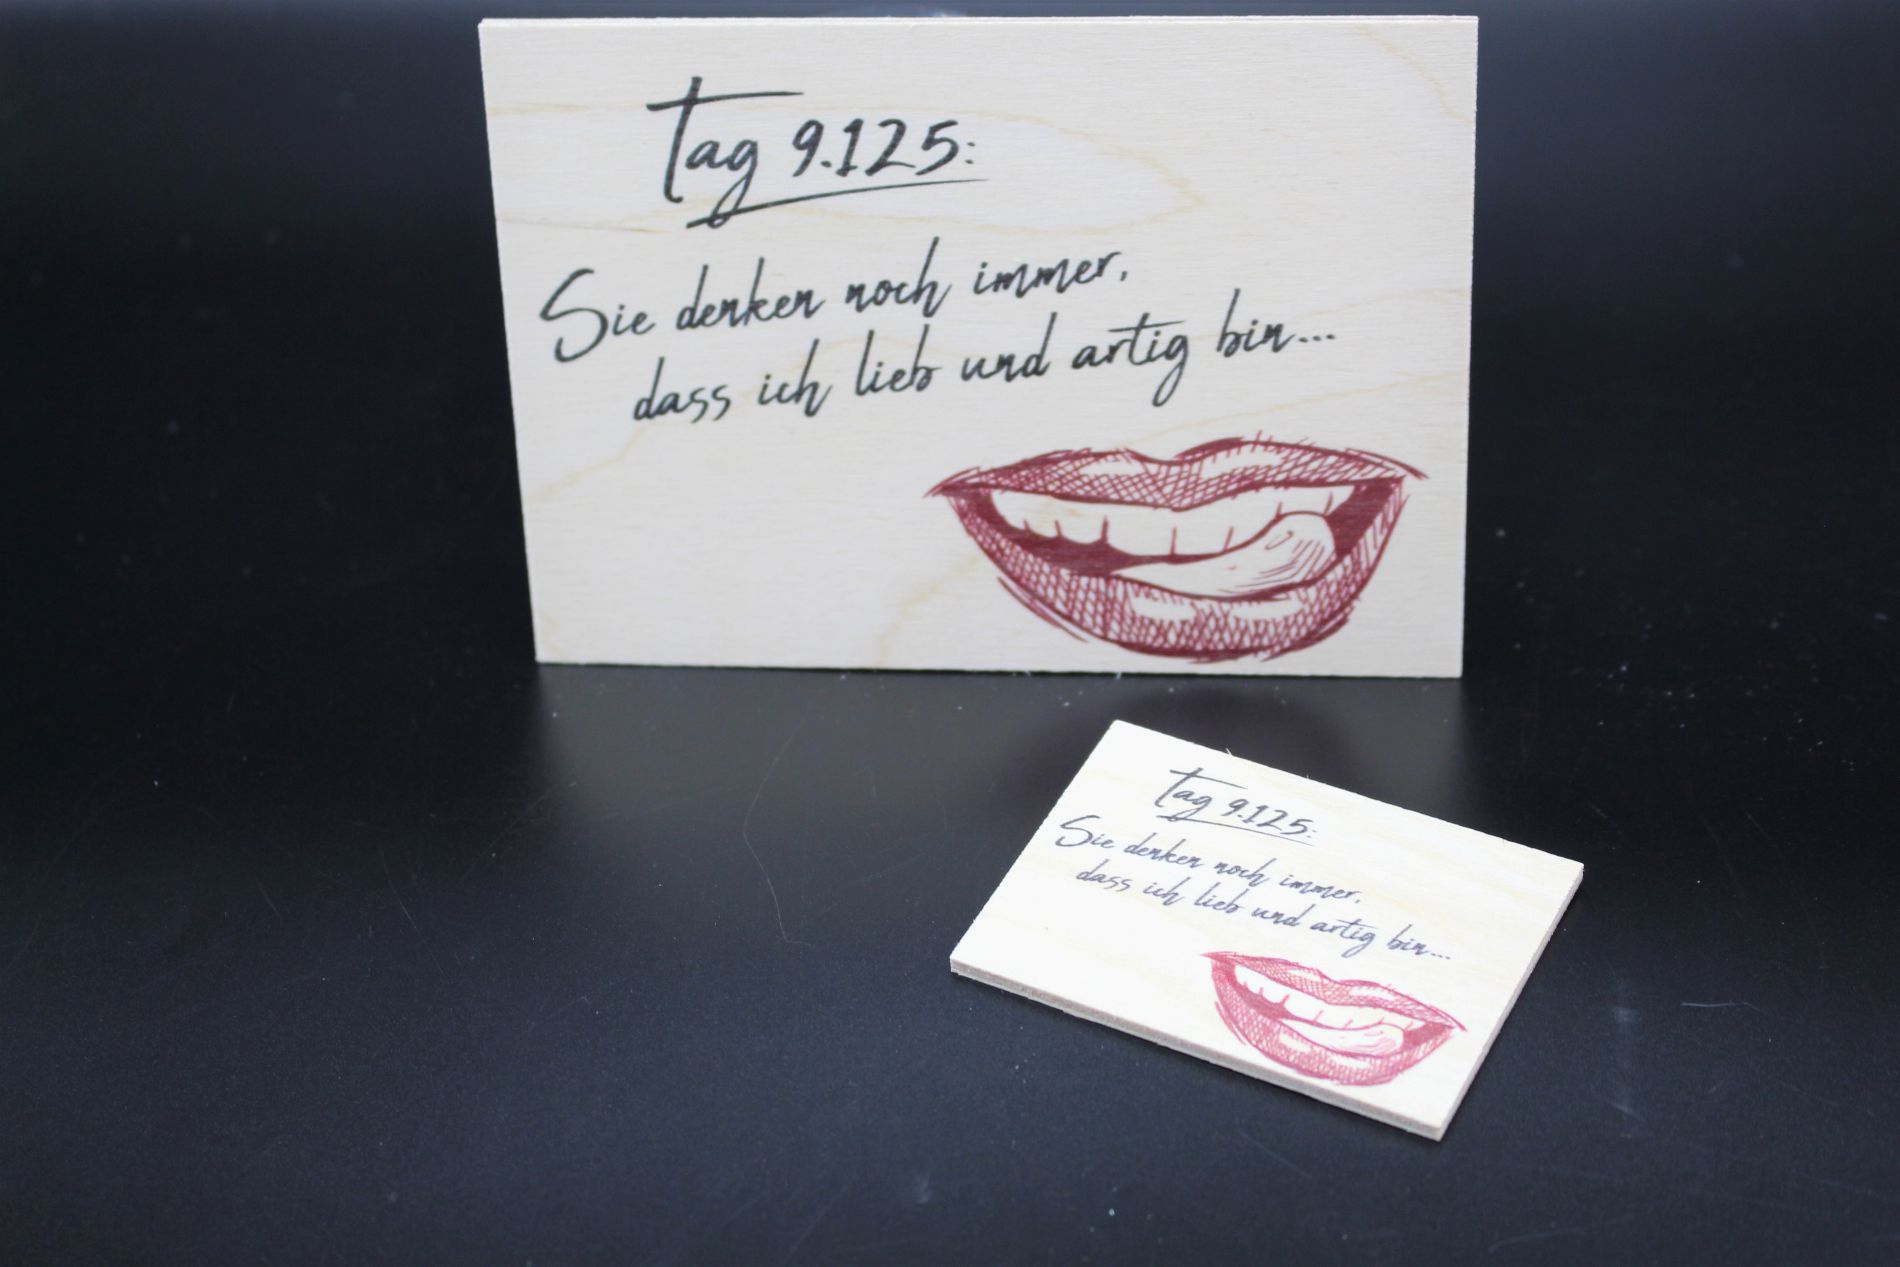 Tag 9.125:
Sie denken noch immer,
dass ich lieb und artig bin...
Tag 9.125:
Sie denken noch immer,
dass ich lieb und artig bin...